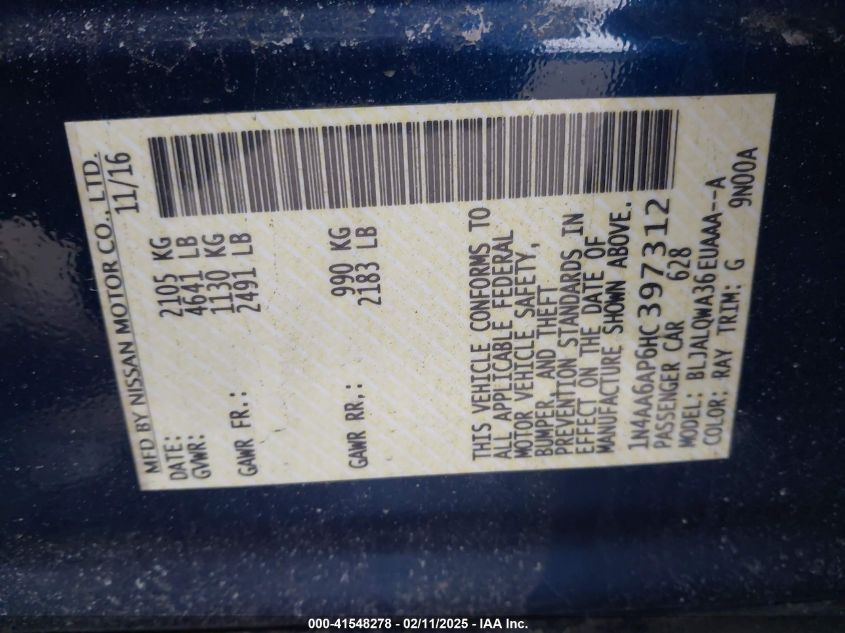 MFD BY NISSAN MOTOR CO., LTD.
DATE: 11/16
GVWR: 2105 KG
4641 LB
GAWR FR.: 1130 KG
2491 LB
GAWR RR.: 990 KG
2183 LB
THIS VEHICLE CONFORMS TO
ALL APPLICABLE FEDERAL
MOTOR VEHICLE SAFETY,
BUMPER, AND THEFT
PREVENTION STANDARDS IN
EFFECT ON THE DATE OF
MANUFACTURE SHOWN ABOVE.
1N4AA6AP6HC397312
PASSENGER CAR 628
MODEL: BLJALQWA36EUAAA--A
COLOR: RAY TRIM: G 9N00A
000-41548278 - 02/11/2025 - IAA Inc.